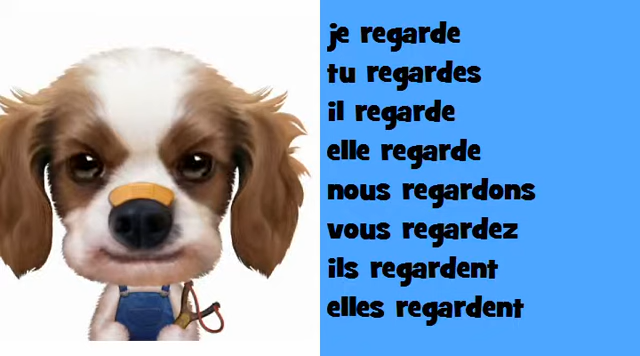 je regarde
tu regardes
il regarde
elle regarde
nous regardons
vous regardez
ils regardent
elles regardent